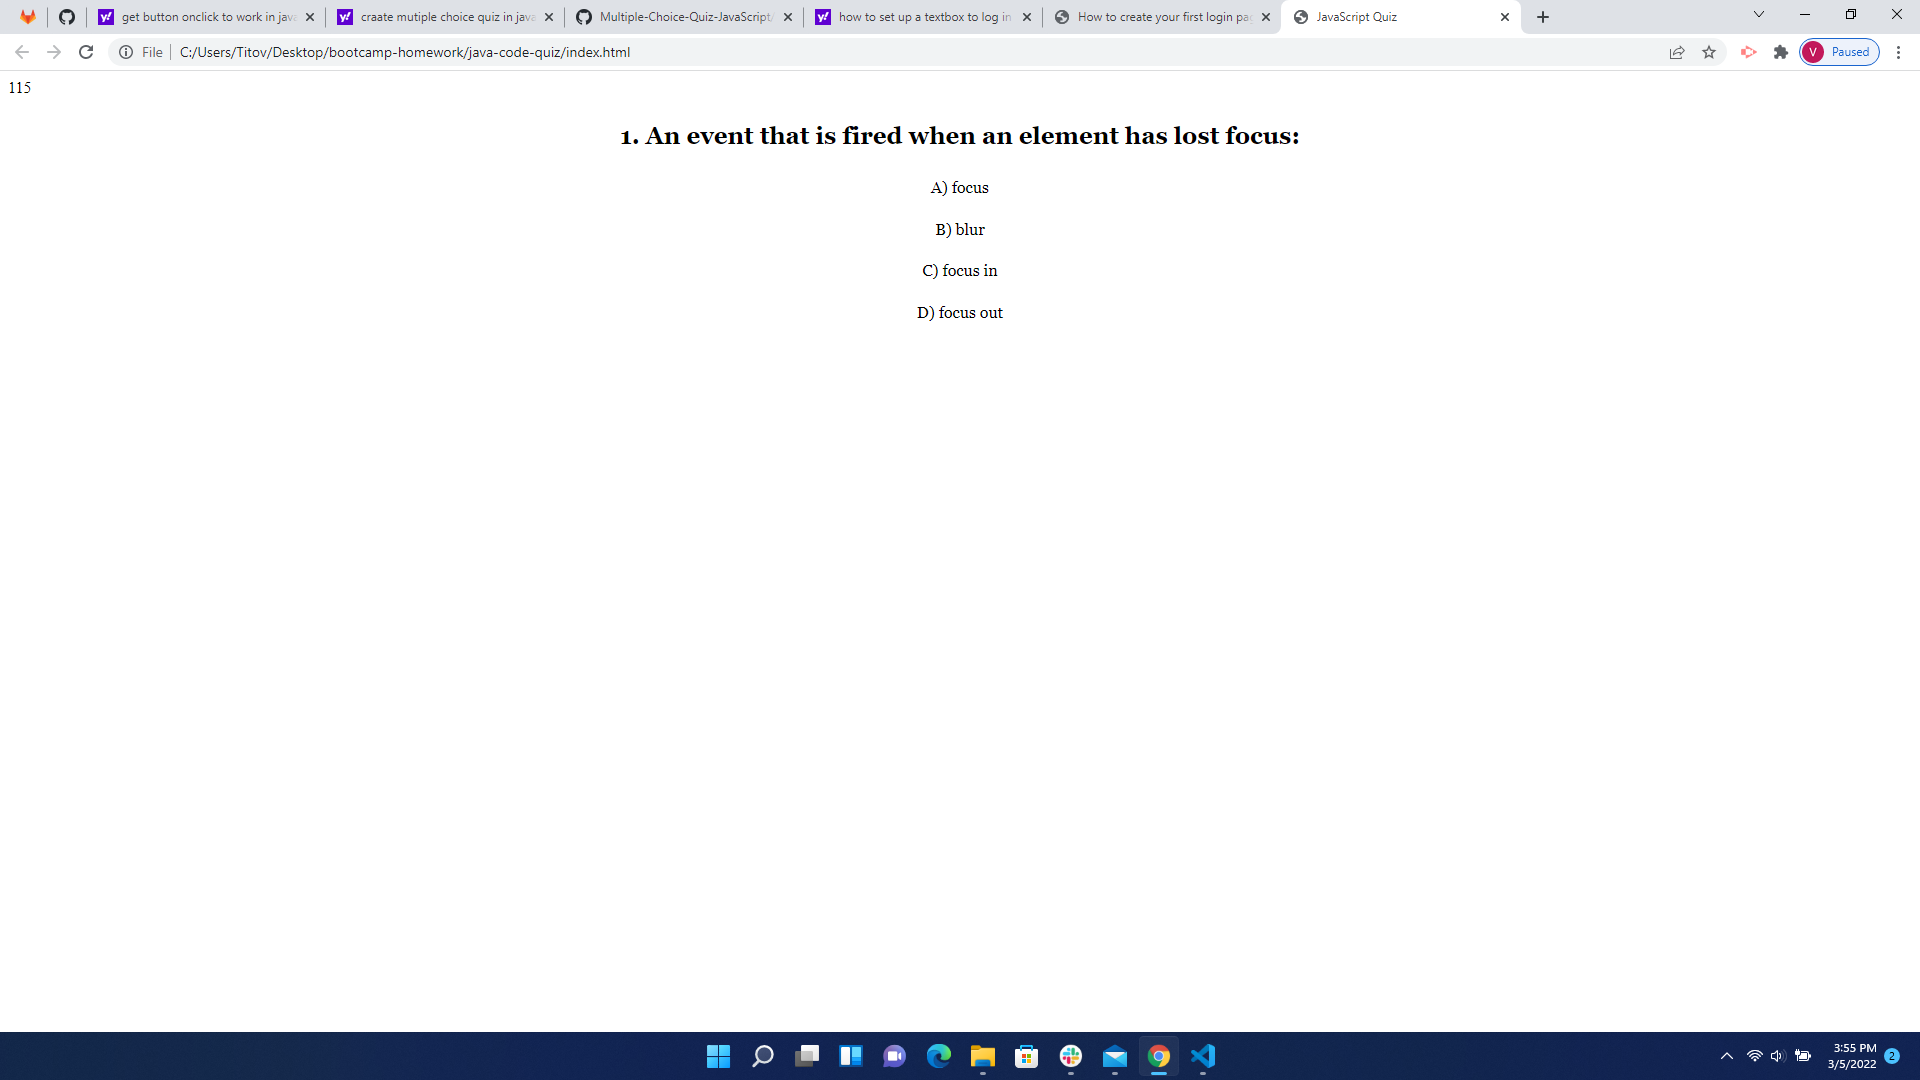 get button onclick to work in java
craate mutiple choice quiz in java
Multiple-Choice-Quiz-JavaScript/
how to set up a textbox to log in
How to create your first login pag
JavaScript Quiz
File
C:/Users/Titov/Desktop/bootcamp-homework/java-code-quiz/index.html
V
Paused
115
1. An event that is fired when an element has lost focus:
A) focus
B) blur
C) focus in
D) focus out
3:55 PM
3/5/2022
2